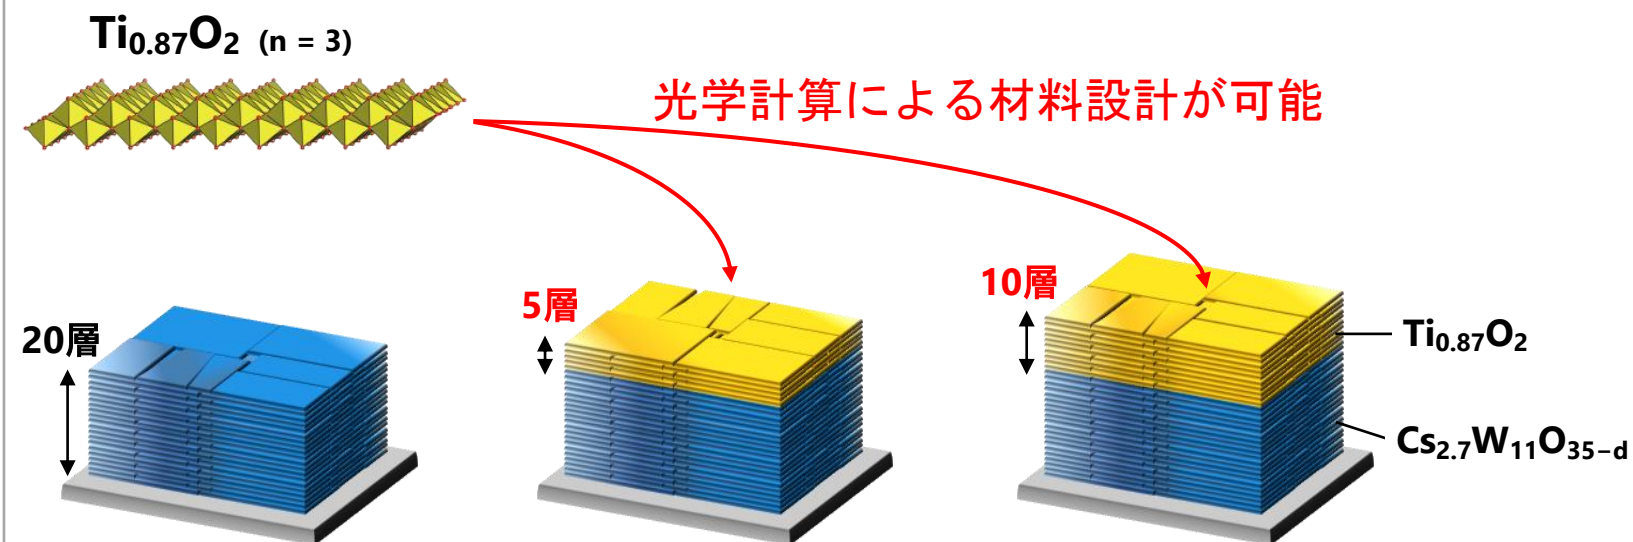 Ti0.87O2 (n = 3)
光学計算による材料設計が可能
20層
5層
10層
Ti0.87O2
Cs2.7W11O35−d